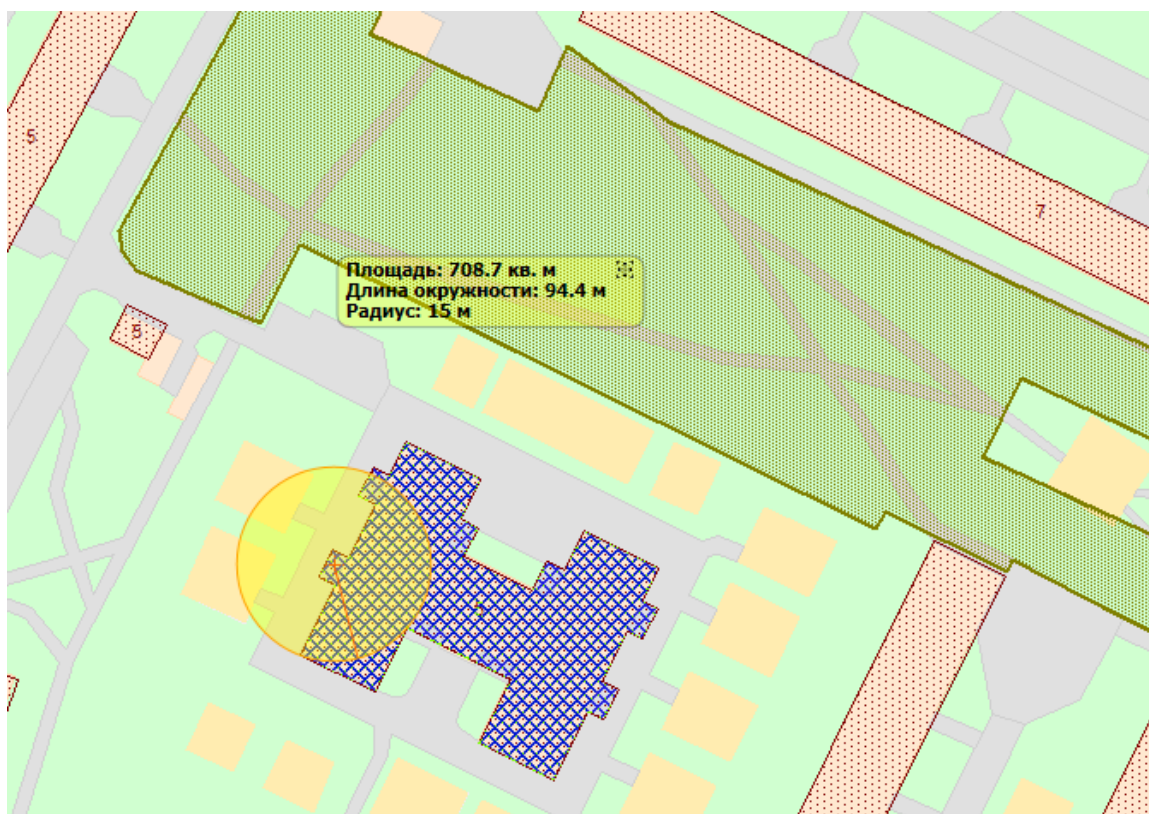 5
7
Площадь: 708.7 кв. м
Длина окружности: 94.4 м
Радиус: 15 м
5